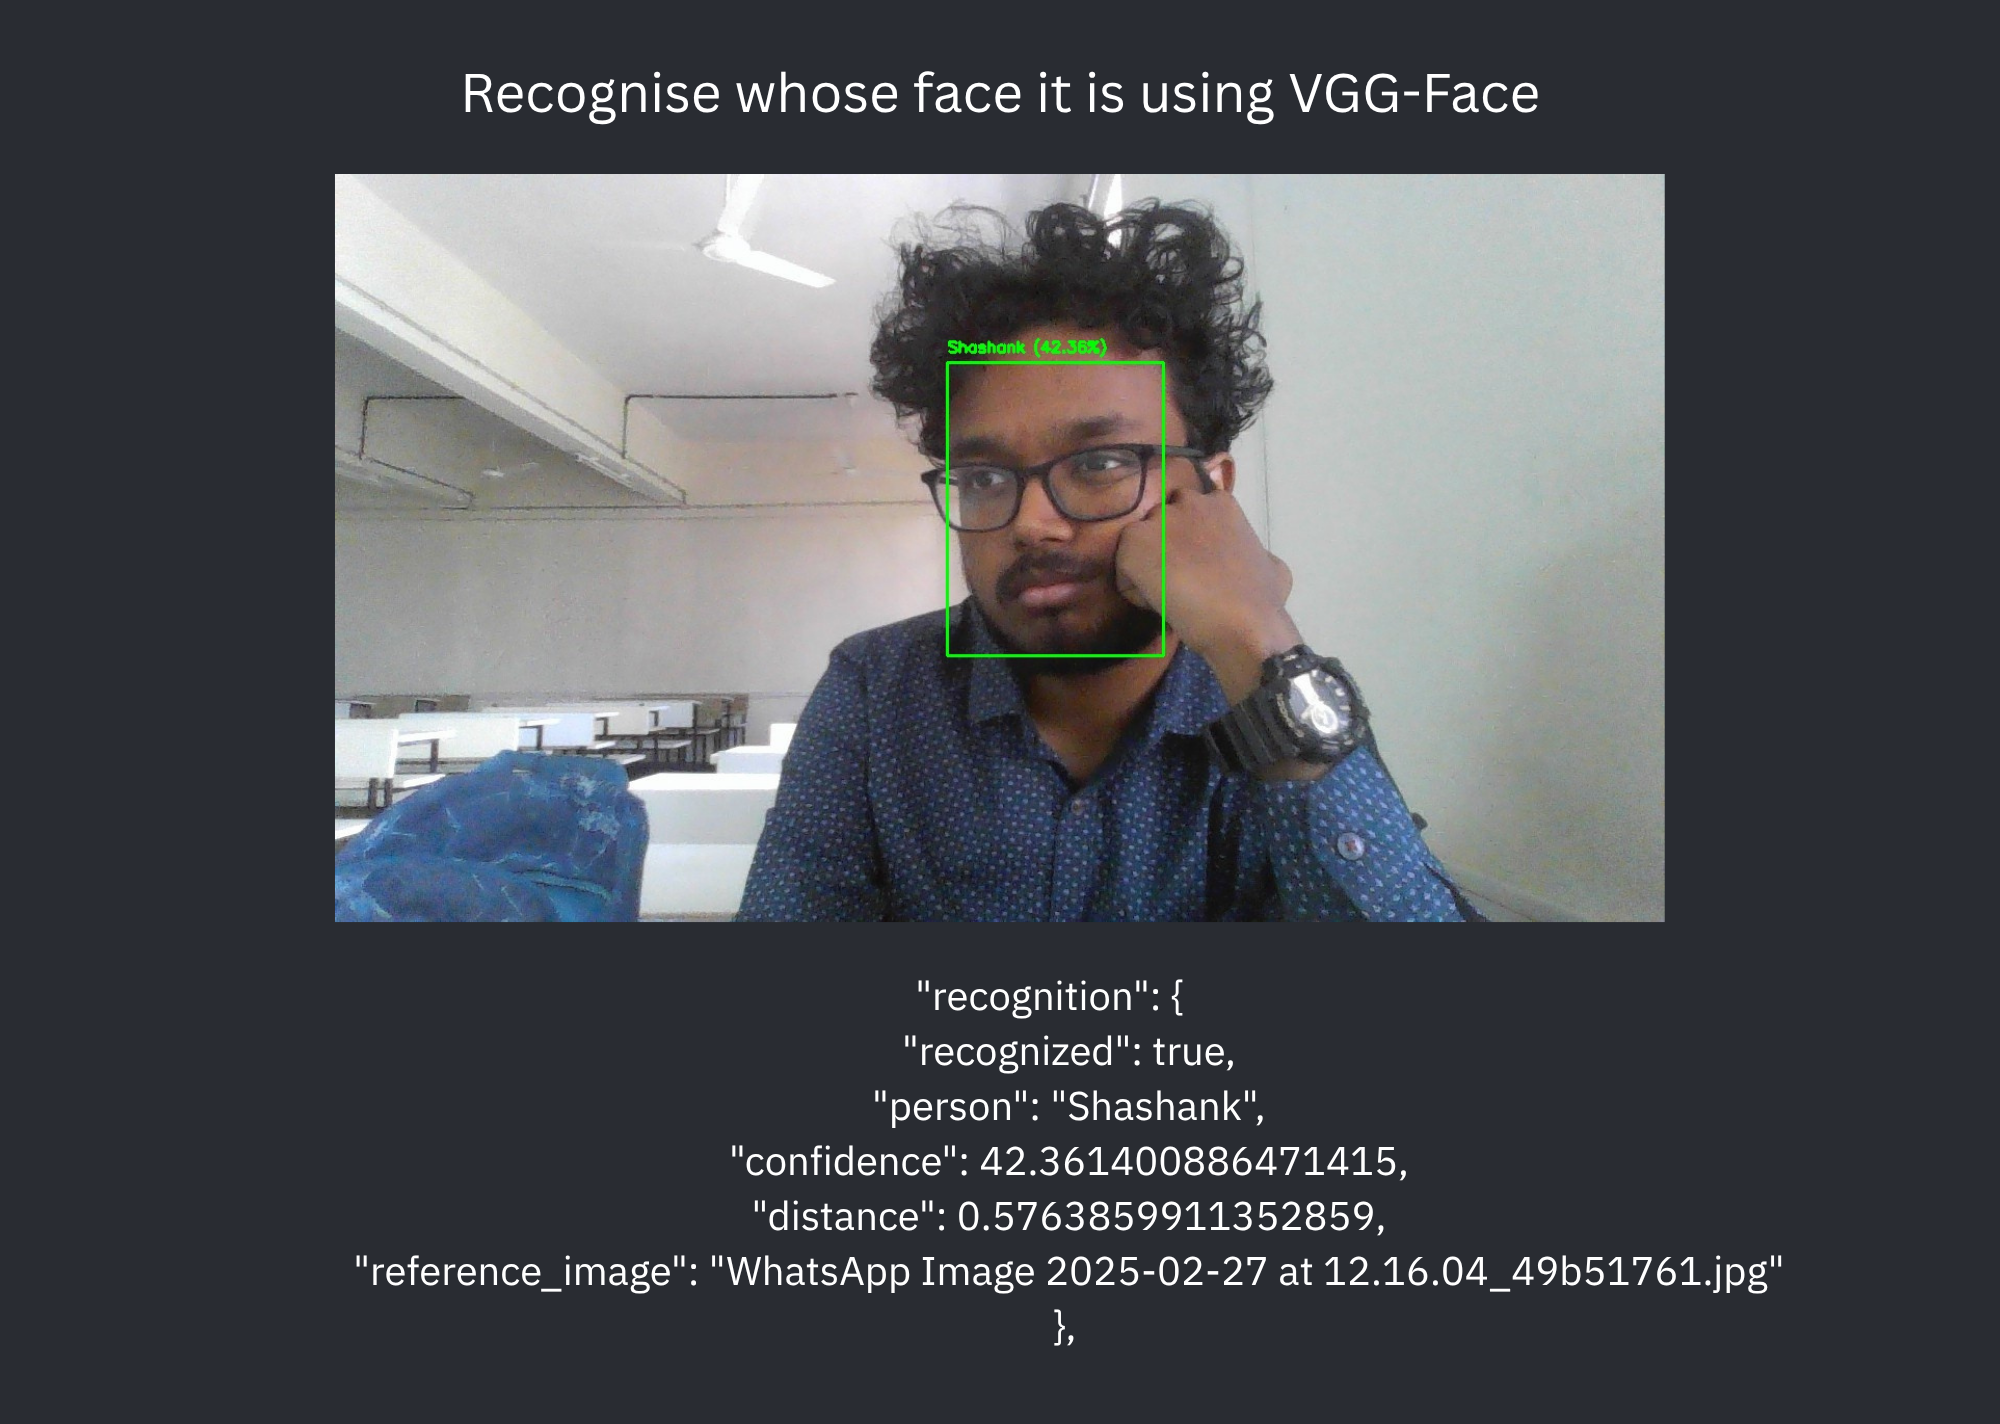 Recognise whose face it is using VGG-Face
Shashank (42.36%)
"recognition": {
"recognized": true,
"person": "Shashank",
"confidence": 42.361400886471415,
"distance": 0.5763859911352859,
"reference_image": "WhatsApp Image 2025-02-27 at 12.16.04_49b51761.jpg"
},